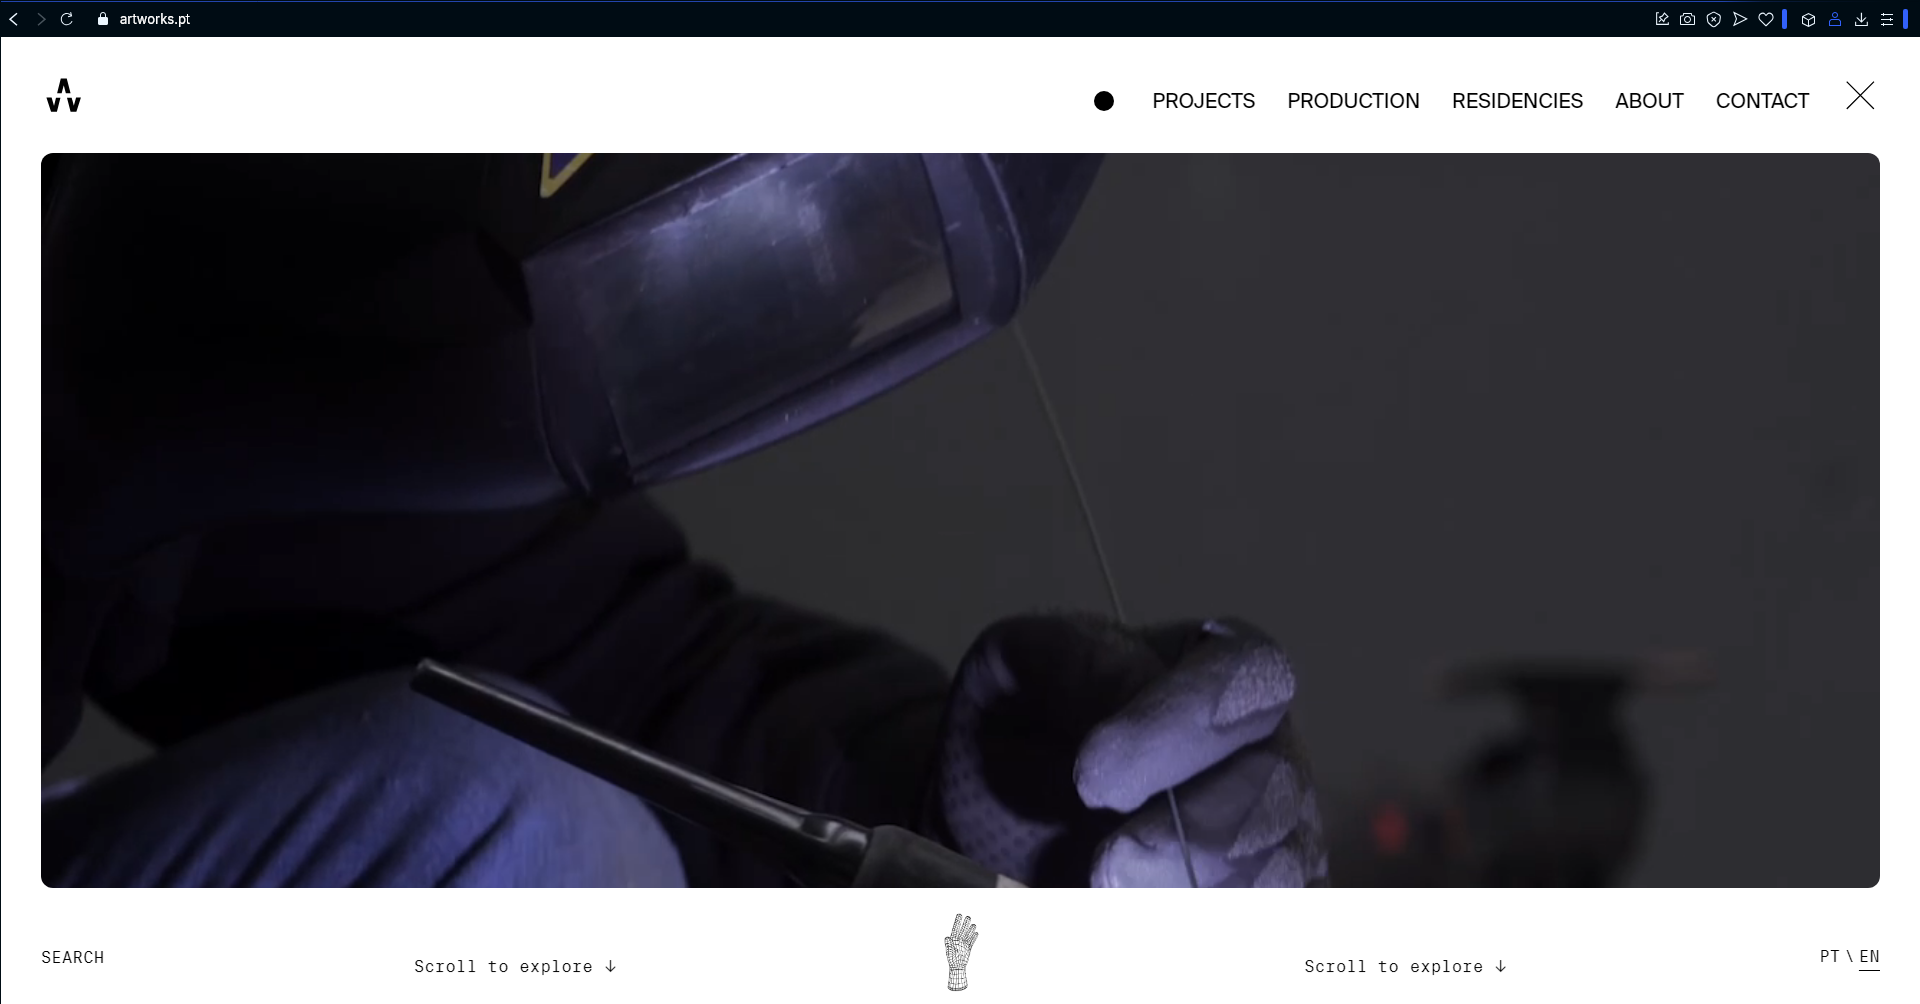 artworks.pt
PROJECTS PRODUCTION RESIDENCIES ABOUT CONTACT
SEARCH
Scroll to explore ↓
Scroll to explore ↓
PT \ EN